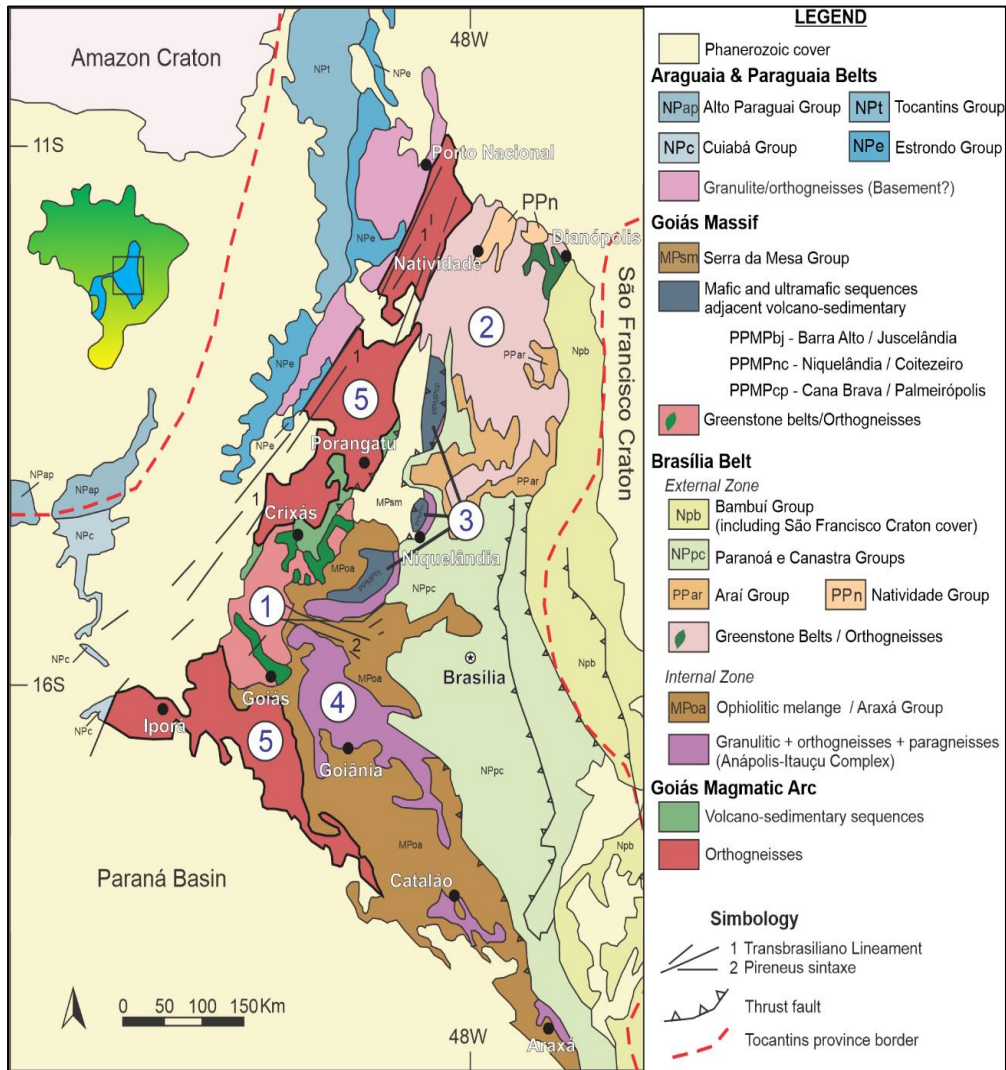 48W
Amazon Craton
NPt
NPe
11S
Porto Nacional
NPc
PPn
1
1
Dianópolis
NPe
Natividade
São Francisco Craton
2
Npb
1
NPe
PPar
5
PPMPcp
Porangatu
NPe
PPar
NPap
NPap
1
MPsm
Crixás
3
NPc
Niquelândia
MPoa
PPMPbj
NPpc
1
2
NPc
Npb
Brasília
16S
MPoa
Goiás
4
Iporá
NPc
5
Goiânia
NPpc
MPoa
Npb
Paraná Basin
Catalão
0 50 100 150Km
48W
Araxá
LEGEND
Phanerozoic cover
Araguaia & Paraguaia Belts
NPap Alto Paraguai Group NPt Tocantins Group
NPc Cuiabá Group NPe Estrondo Group
Granulite/orthogneisses (Basement?)
Goiás Massif
MPsm Serra da Mesa Group
Mafic and ultramafic sequences
adjacent volcano-sedimentary
PPMPbj - Barra Alto / Juscelândia
PPMPnc - Niquelândia / Coitezeiro
PPMPcp - Cana Brava / Palmeirópolis
Greenstone belts/Orthogneisses
Brasília Belt
External Zone
Npb Bambuí Group
(including São Francisco Craton cover)
NPpc Paranoá e Canastra Groups
PPar Araí Group PPn Natividade Group
Greenstone Belts / Orthogneisses
Internal Zone
MPoa Ophiolitic melange / Araxá Group
Granulitic + orthogneisses + paragneisses
(Anápolis-Itauçu Complex)
Goiás Magmatic Arc
Volcano-sedimentary sequences
Orthogneisses
Simbology
1 Transbrasiliano Lineament
2 Pireneus sintaxe
Thrust fault
Tocantins province border